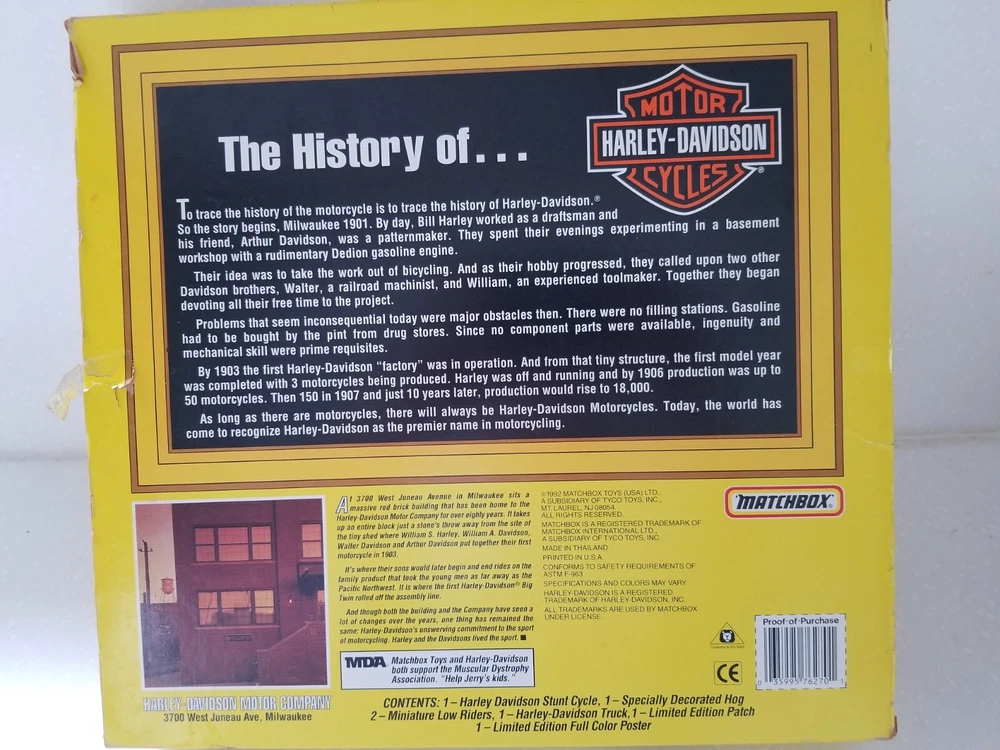 The History of...
MOTOR
HARLEY-DAVIDSON
CYCLES
®
To trace the history of the motorcycle is to trace the history of Harley-Davidson.®
So the story begins, Milwaukee 1901. By day, Bill Harley worked as a draftsman and
his friend, Arthur Davidson, was a patternmaker. They spent their evenings experimenting in a basement
workshop with a rudimentary Dedion gasoline engine.
Their idea was to take the work out of bicycling. And as their hobby progressed, they called upon two other
Davidson brothers, Walter, a railroad machinist, and William, an experienced toolmaker. Together they began
devoting all their free time to the project.
Problems that seem inconsequential today were major obstacles then. There were no filling stations. Gasoline
had to be bought by the pint from drug stores. Since no component parts were available, ingenuity and
mechanical skill were prime requisites.
By 1903 the first Harley-Davidson "factory" was in operation. And from that tiny structure, the first model year
was completed with 3 motorcycles being produced. Harley was off and running and by 1906 production was up to
50 motorcycles. Then 150 in 1907 and just 10 years later, production would rise to 18,000.
As long as there are motorcycles, there will always be Harley-Davidson Motorcycles. Today, the world has
come to recognize Harley-Davidson as the premier name in motorcycling.
HARLEY-DAVIDSON MOTOR COMPANY
3700 West Juneau Ave, Milwaukee
At 3700 West Juneau Avenue in Milwaukee sits a
massive red brick building that has been home to the
Harley-Davidson Motor Company for over eighty years. It takes
up an entire block just a stone's throw away from the site of
the tiny shed where William S. Harley, William A. Davidson,
Walter Davidson and Arthur Davidson put together their first
motorcycle in 1903.
It's where their sons would later begin and end rides on the
family product that took the young men as far away as the
Pacific Northwest. It is where the first Harley-Davidson® Big
Twin rolled off the assembly line.
And though both the building and the Company have seen a
lot of changes over the years, one thing has remained the
same: Harley-Davidson's unswerving commitment to the sport
of motorcycling. Harley and the Davidsons lived the sport. ■
MDA Matchbox Toys and Harley-Davidson
both support the Muscular Dystrophy
Association. "Help Jerry's kids."
©1992 MATCHBOX TOYS (USA) LTD.,
A SUBSIDIARY OF TYCO TOYS, INC.,
MT. LAUREL, NJ 08054.
ALL RIGHTS RESERVED.
MATCHBOX IS A REGISTERED TRADEMARK OF
MATCHBOX INTERNATIONAL LTD.,
A SUBSIDIARY OF TYCO TOYS, INC.
MADE IN THAILAND
PRINTED IN U.S.A.
CONFORMS TO SAFETY REQUIREMENTS OF
ASTM F-963
SPECIFICATIONS AND COLORS MAY VARY
HARLEY-DAVIDSON IS A REGISTERED
TRADEMARK OF HARLEY-DAVIDSON, INC.
ALL TRADEMARKS ARE USED BY MATCHBOX
UNDER LICENSE.
"MATCHBOX"®
CE
Proof-of-Purchase
0 35995 76270 1
CONTENTS: 1 – Harley Davidson Stunt Cycle, 1 – Specially Decorated Hog
2 – Miniature Low Riders, 1 – Harley-Davidson Truck, 1 – Limited Edition Patch
1 – Limited Edition Full Color Poster